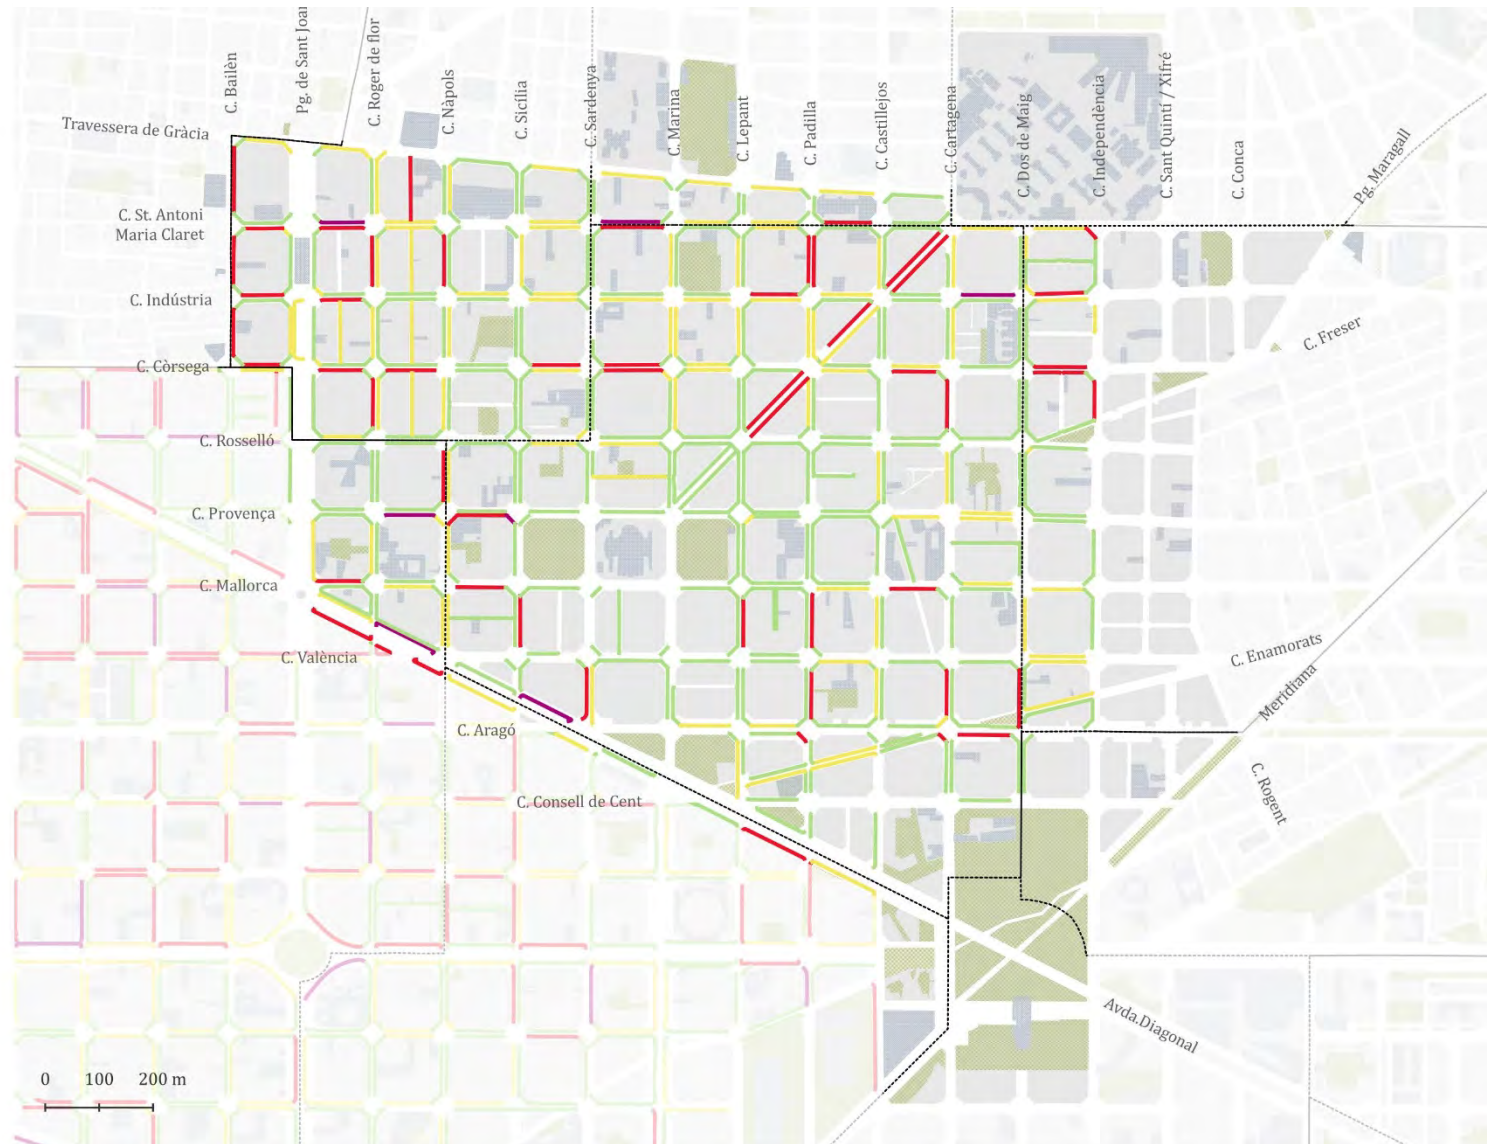 C. Bailèn
Pg. de Sant Joan
C. Roger de flor
C. Nàpols
C. Sicília
C. Sardenya
C. Marina
C. Lepant
C. Padilla
C. Castillejos
C. Cartagena
C. Dos de Maig
C. Independència
C. Sant Quintí / Xifré
C. Conca
Pg. Maragall
Travessera de Gràcia
C. St. Antoni
Maria Claret
C. Indústria
C. Freser
C. Còrsega
C. Rosselló
C. Provença
C. Mallorca
C. València
C. Enamorats
Meridiana
C. Aragó
C. Rogent
C. Consell de Cent
Avda.Diagonal
0 100 200 m